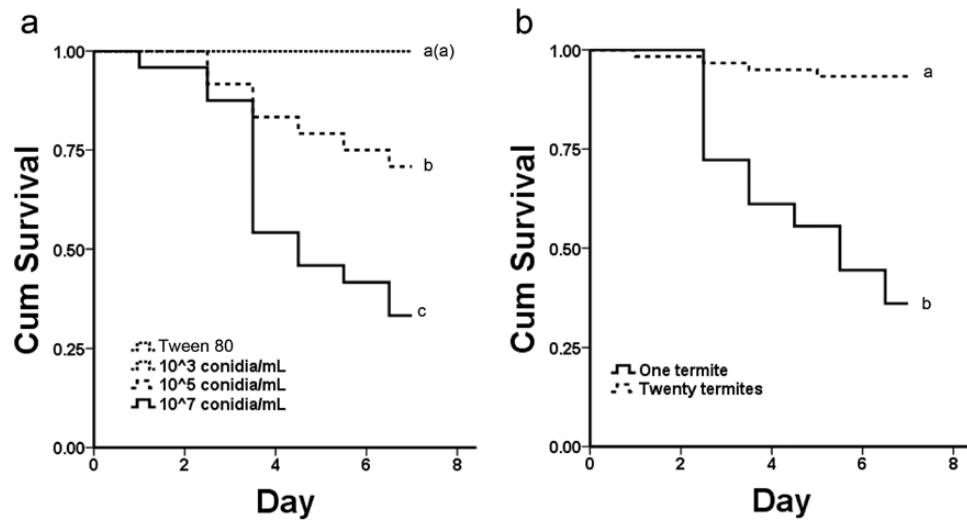 a
Cum Survival
1.00
0.75
0.50
0.25
0.00
0 2 4 6 8
Day
a(a)
b
c
Tween 80
10^3 conidia/mL
10^5 conidia/mL
10^7 conidia/mL
b
Cum Survival
1.00
0.75
0.50
0.25
0.00
0 2 4 6 8
Day
a
b
One termite
Twenty termites